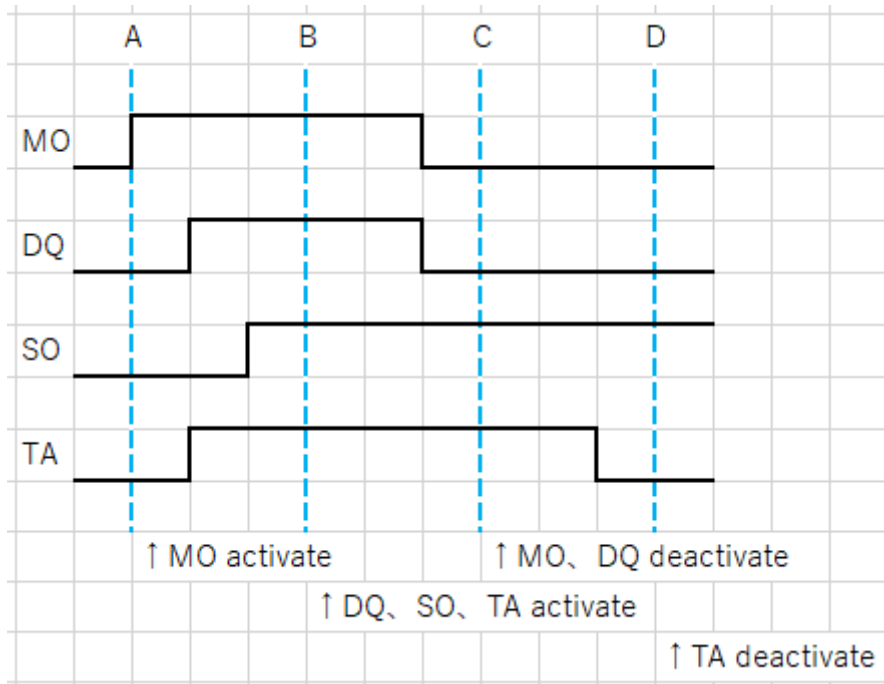 A B C D
MO
DQ
SO
TA
↑ MO activate ↑ MO、DQ deactivate
↑ DQ、SO、TA activate
↑ TA deactivate